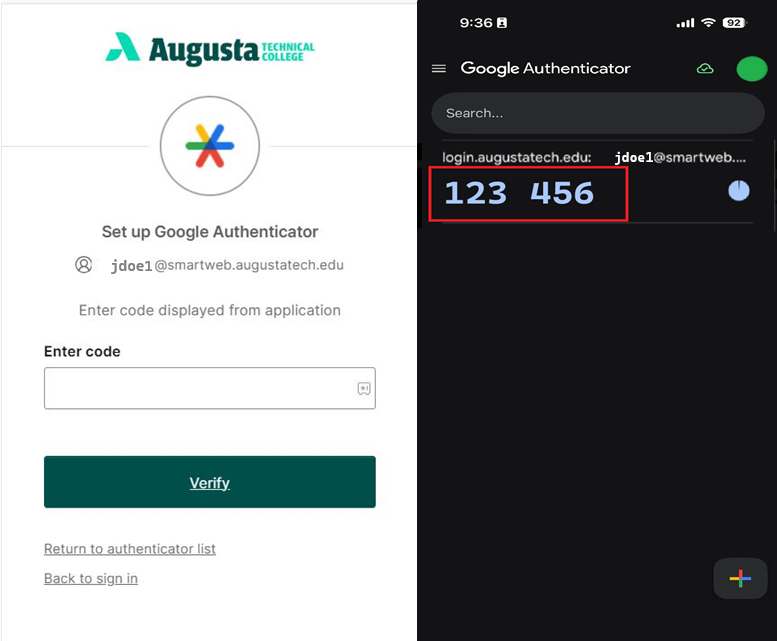 Augusta TECHNICAL COLLEGE
Set up Google Authenticator
jdoe1@smartweb.augustatech.edu
Enter code displayed from application
Enter code
Verify
Return to authenticator list
Back to sign in
9:36
92
Google Authenticator
Search...
login.augustatech.edu: jdoe1@smartweb....
123 456